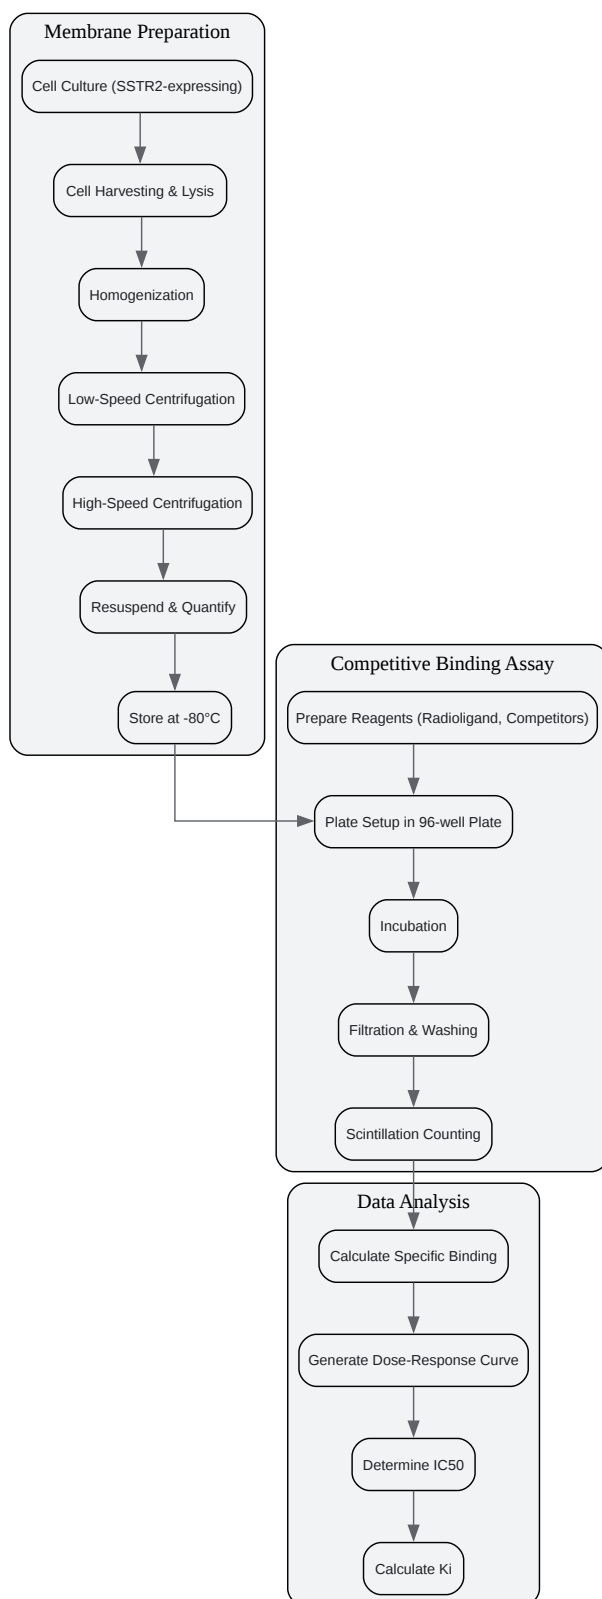 Membrane Preparation
Cell Culture (SSTR2-expressing)
Cell Harvesting & Lysis
Homogenization
Low-Speed Centrifugation
High-Speed Centrifugation
Resuspend & Quantify
Store at -80°C
Competitive Binding Assay
Prepare Reagents (Radioligand, Competitors)
Plate Setup in 96-well Plate
Incubation
Filtration & Washing
Scintillation Counting
Data Analysis
Calculate Specific Binding
Generate Dose-Response Curve
Determine IC50
Calculate Ki